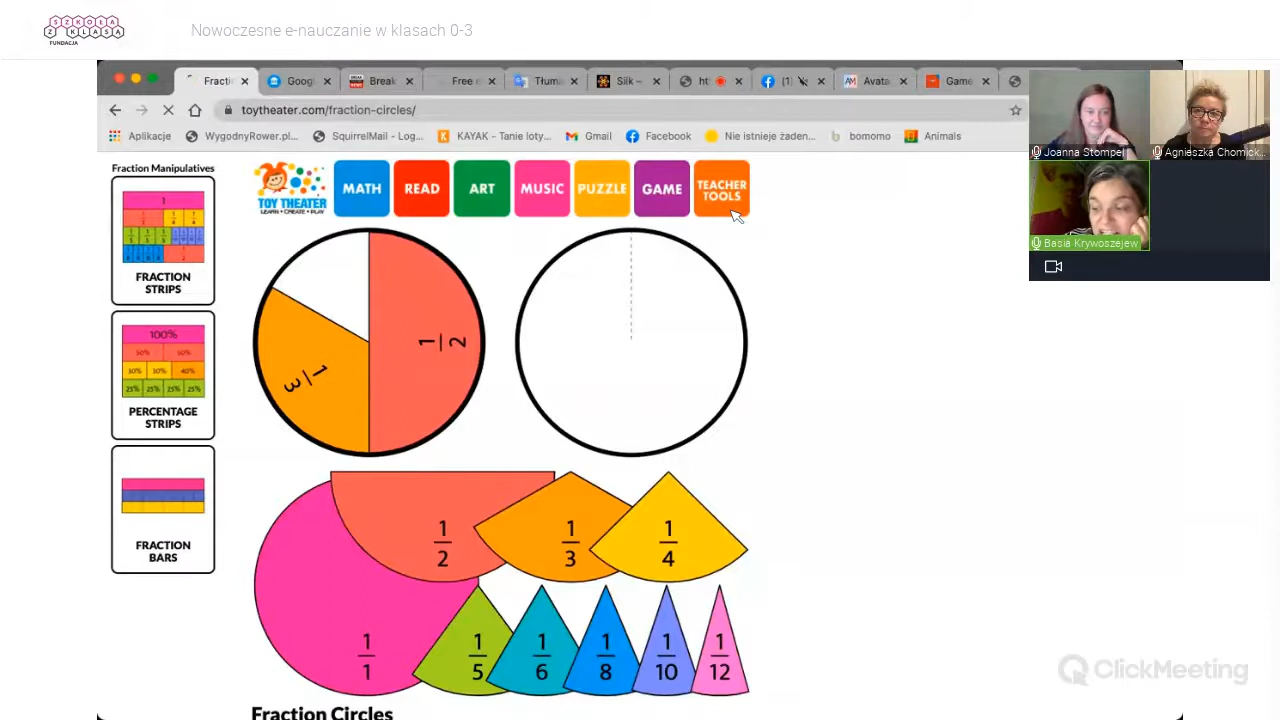 SZKOŁA
Z KLASĄ
FUNDACJA
Nowoczesne e-nauczanie w klasach 0-3
Fracti
Googl
Break
Free
Tłuma
Siilk –
ht
(1)
Avata
Game
toytheater.com/fraction-circles/
Aplikacje
WygodnyRower.pl...
SquirrelMail - Log...
KAYAK - Tanie loty...
Gmail
Facebook
Nie istnieje żaden...
bomomo
Animals
Joanna Stompel
Agnieszka Chomick...
Basia Krywoszejew
Fraction Manipulatives
FRACTION
STRIPS
100%
50% 50%
30% 30% 40%
25% 25% 25% 25%
PERCENTAGE
STRIPS
FRACTION
BARS
TOY THEATER
LEARN • CREATE • PLAY
MATH
READ
ART
MUSIC
PUZZLE
GAME
TEACHER
TOOLS
1/3
1/2
1/2
1/3
1/4
1/1
1/5
1/6
1/8
1/10
1/12
Fraction Circles
ClickMeeting